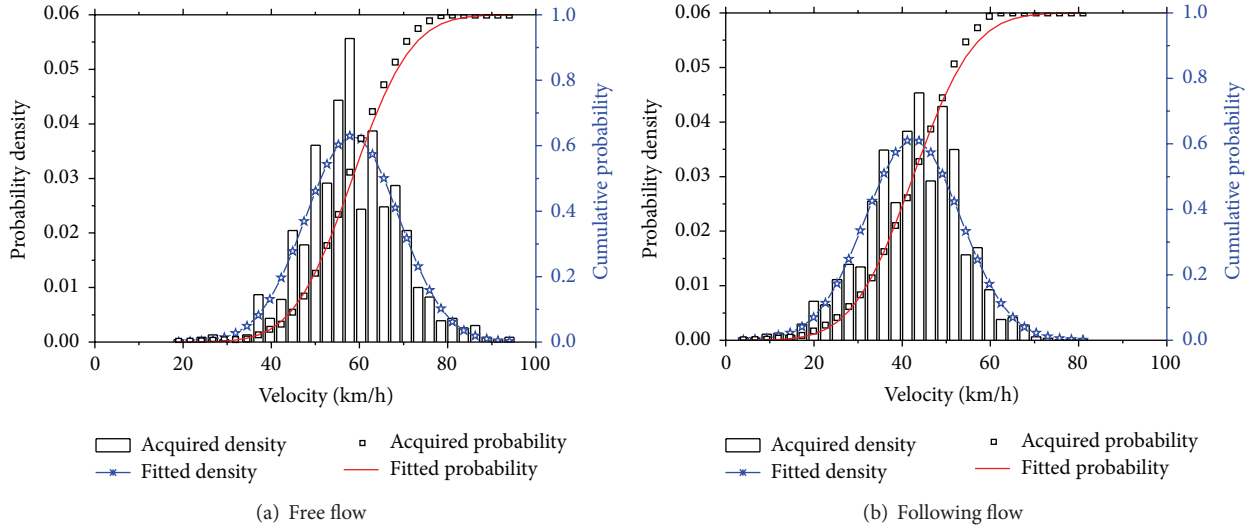 0.06
0.05
0.04
0.03
0.02
0.01
0.00
Probability density
1.0
0.8
0.6
0.4
0.2
0.0
Cumulative probability
0 20 40 60 80 100
Velocity (km/h)
Acquired density
Acquired probability
Fitted density
Fitted probability
(a) Free flow
0.06
0.05
0.04
0.03
0.02
0.01
0.00
Probability density
1.0
0.8
0.6
0.4
0.2
0.0
Cumulative probability
0 20 40 60 80 100
Velocity (km/h)
Acquired density
Acquired probability
Fitted density
Fitted probability
(b) Following flow